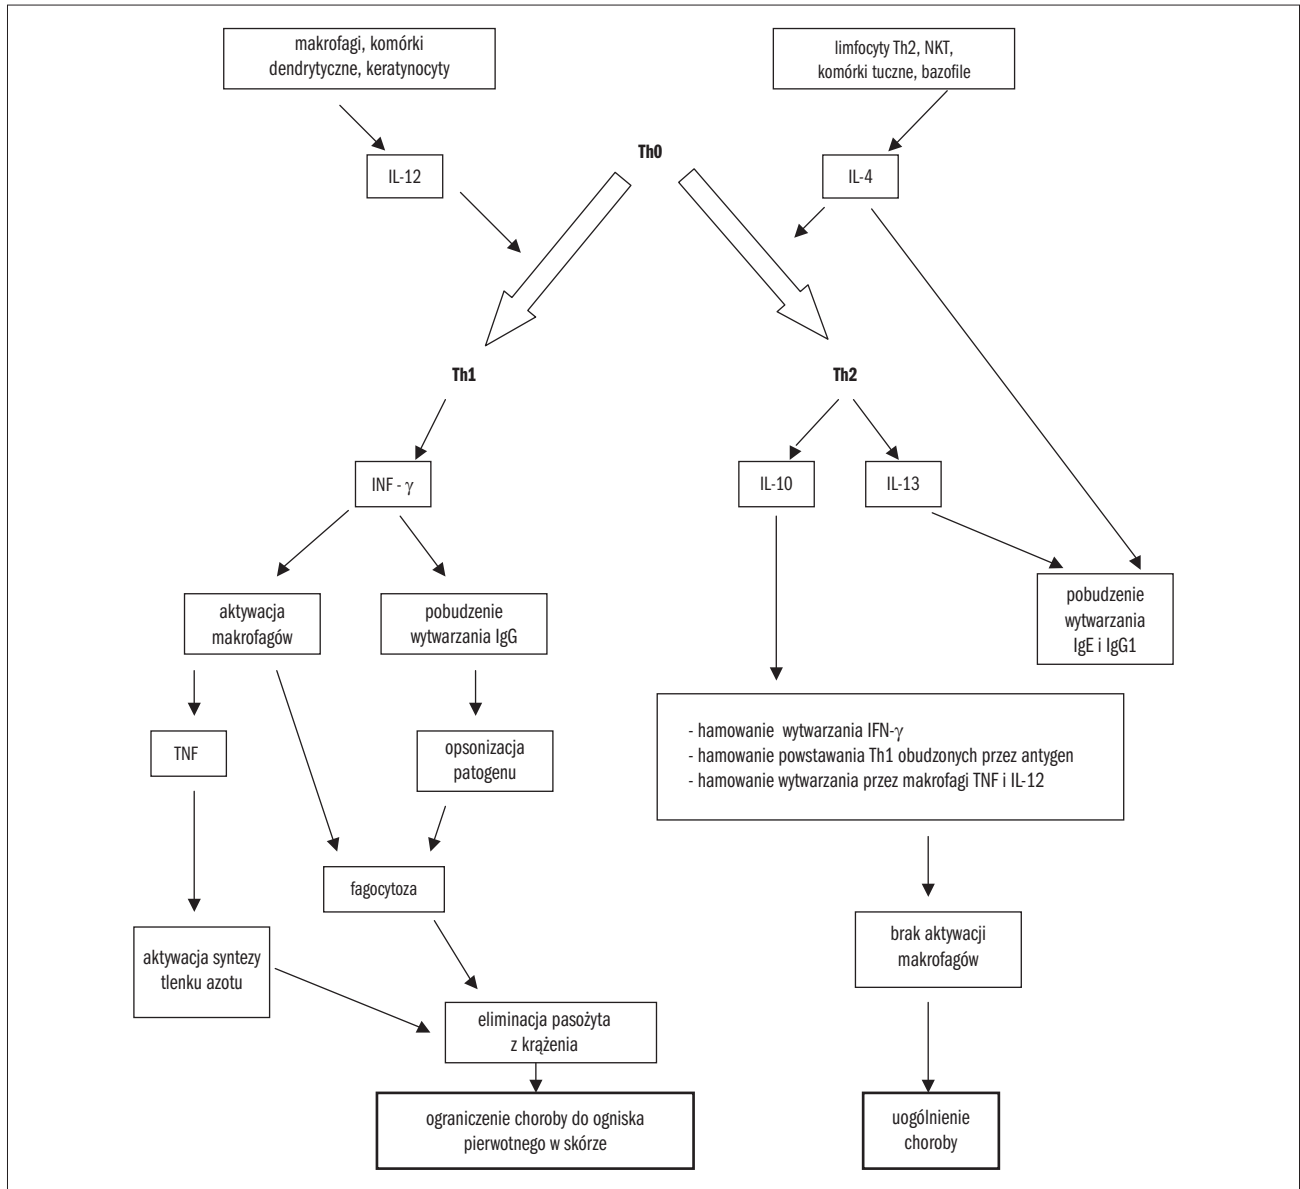 makrofagi, komórki
dendrytyczne, keratynocyty
limfocyty Th2, NKT,
komórki tuczne, bazofile
Th0
IL-12
IL-4
Th1
Th2
INF - γ
IL-10
IL-13
aktywacja
makrofagów
pobudzenie
wytwarzania IgG
pobudzenie
wytwarzania
IgE i IgG1
TNF
opsonizacja
patogenu
- hamowanie wytwarzania IFN-γ
- hamowanie powstawania Th1 obudzonych przez antygen
- hamowanie wytwarzania przez makrofagi TNF i IL-12
fagocytoza
aktywacja syntezy
tlenku azotu
brak aktywacji
makrofagów
eliminacja pasożyta
z krążenia
ograniczenie choroby do ogniska
pierwotnego w skórze
uogólnienie
choroby